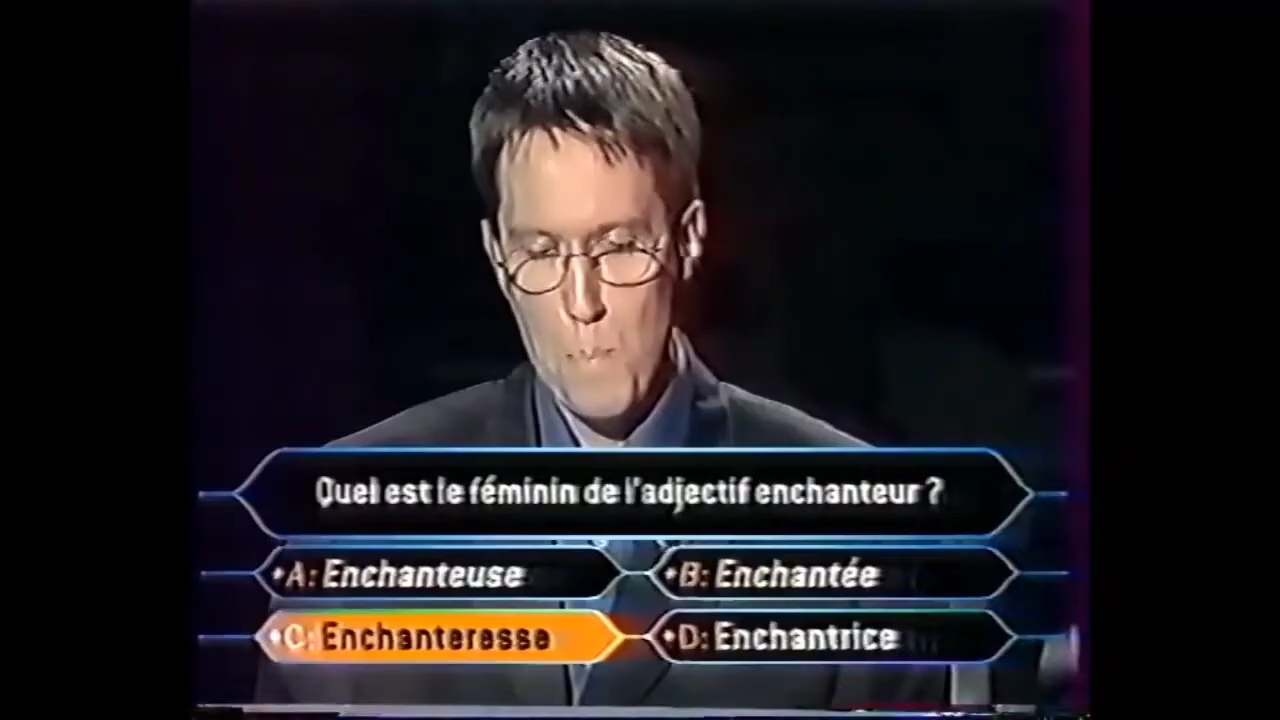 Quel est le féminin de l'adjectif enchanteur ?
•A: Enchanteuse
•B: Enchantée
•C: Enchanteresse
•D: Enchantrice